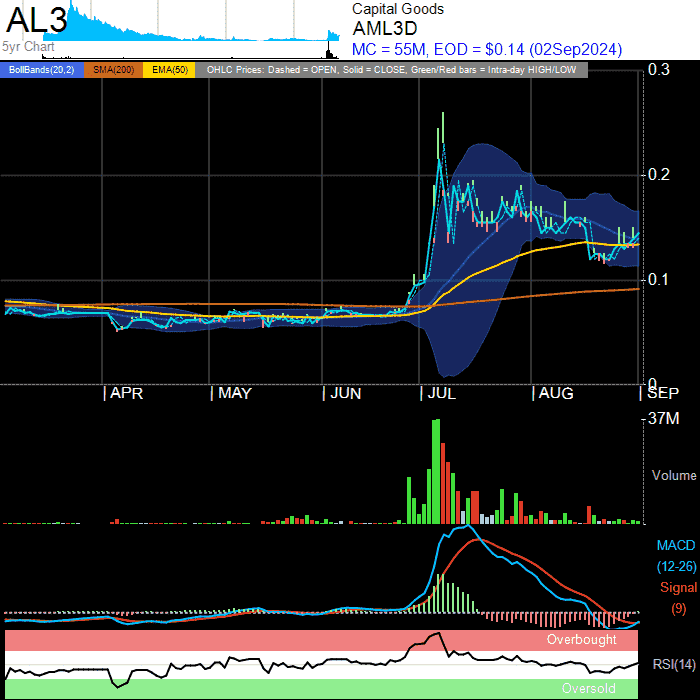 AL3
5yr Chart
Capital Goods
AML3D
MC = 55M, EOD = $0.14 (02Sep2024)
BollBands(20,2) SMA(200) EMA(50) OHLC Prices: Dashed = OPEN, Solid = CLOSE, Green/Red bars = Intra-day HIGH/LOW
0.3
0.2
0.1
0
| APR | MAY | JUN | JUL | AUG | SEP
37M
Volume
MACD
(12-26)
Signal
(9)
Overbought
RSI(14)
Oversold